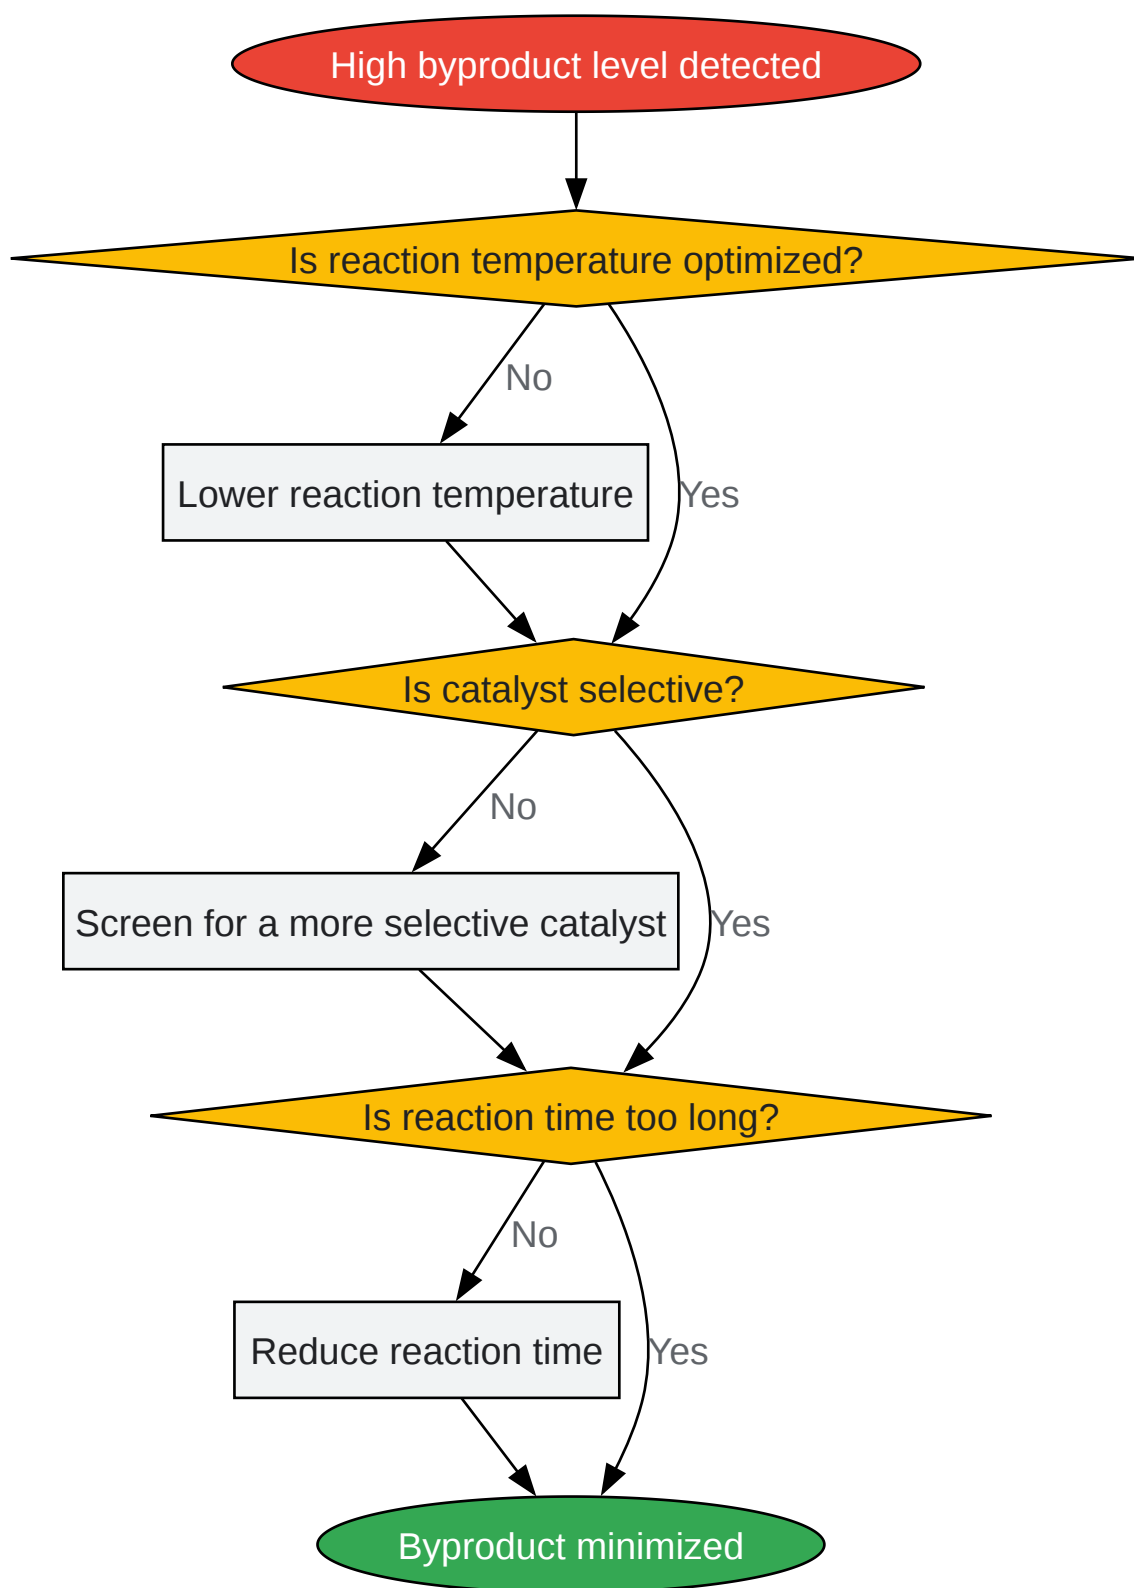 High byproduct level detected
Is reaction temperature optimized?
No
Lower reaction temperature
Yes
Is catalyst selective?
No
Screen for a more selective catalyst
Yes
Is reaction time too long?
No
Reduce reaction time
Yes
Byproduct minimized